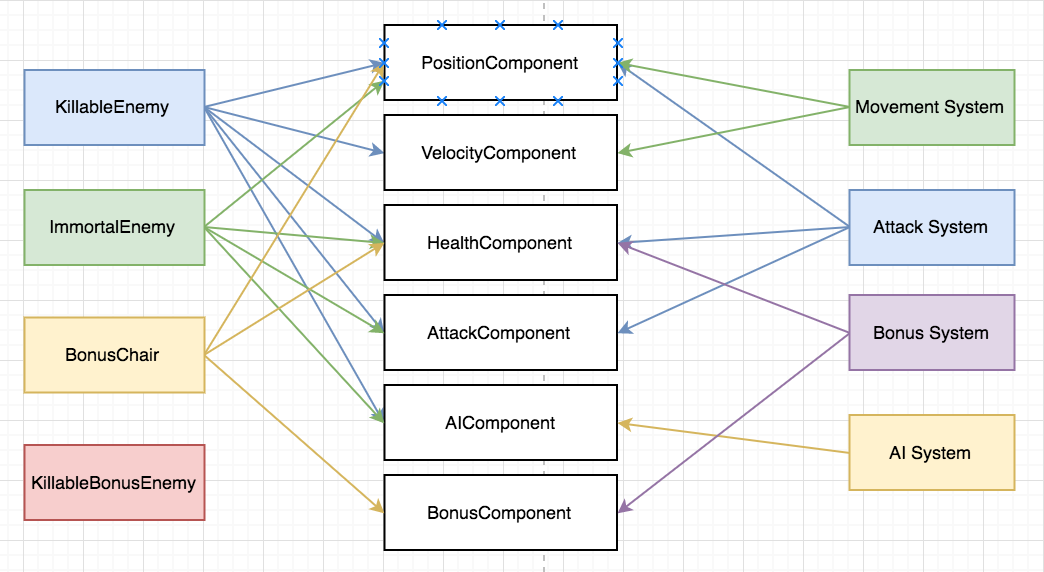 KillableEnemy
ImmortalEnemy
BonusChair
KillableBonusEnemy
PositionComponent
VelocityComponent
HealthComponent
AttackComponent
AIComponent
BonusComponent
Movement System
Attack System
Bonus System
AI System